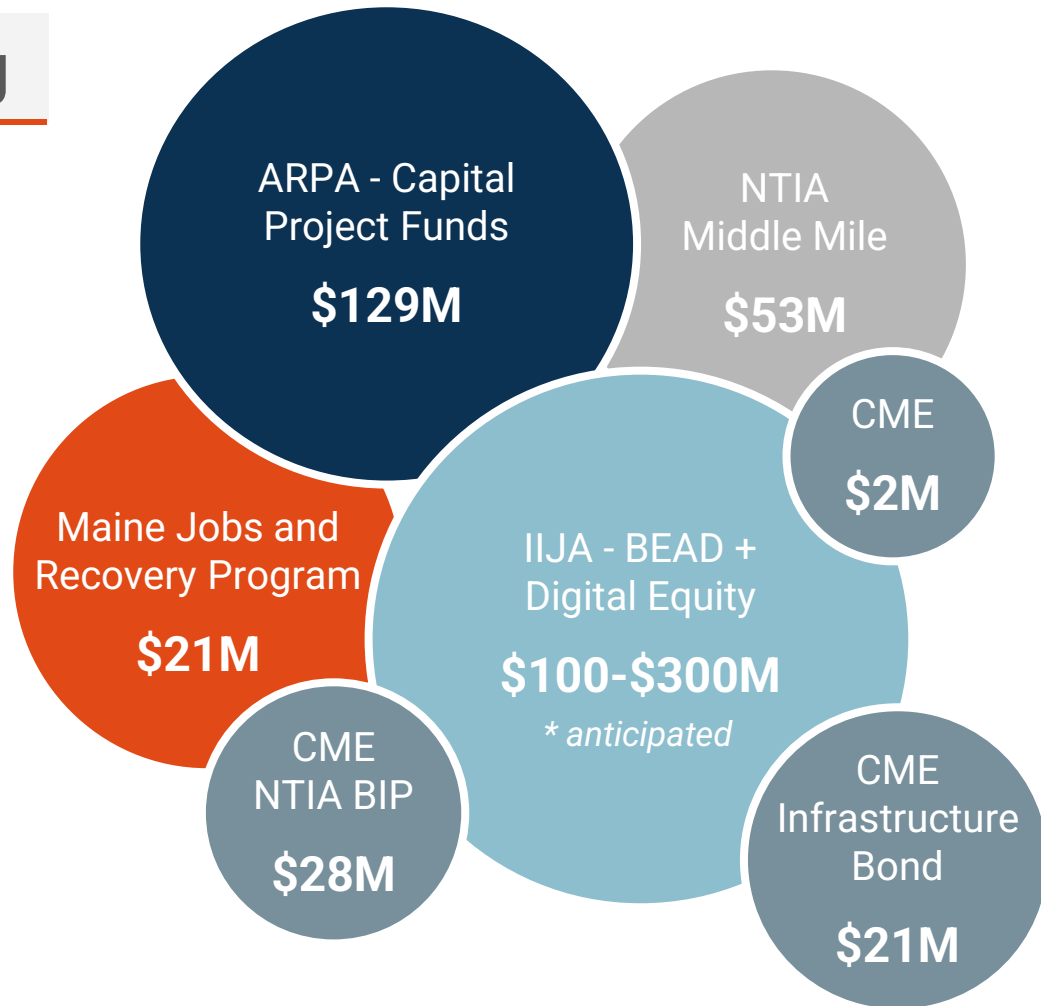 ARPA - Capital
Project Funds
$129M
NTIA
Middle Mile
$53M
CME
$2M
Maine Jobs and
Recovery Program
$21M
IIJA - BEAD +
Digital Equity
$100-$300M
* anticipated
CME
NTIA BIP
$28M
CME
Infrastructure
Bond
$21M